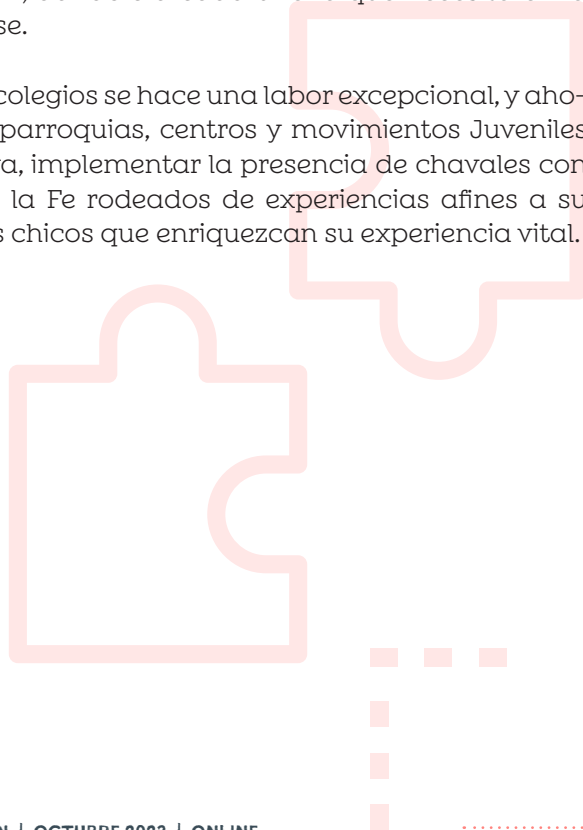 se.
colegios se hace una labor excepcional, y aho-
parroquias, centros y movimientos Juveniles
va, implementar la presencia de chavales con
la Fe rodeados de experiencias afines a su
s chicos que enriquezcan su experiencia vital.
| OCTUBRE 2023 | ONLINE